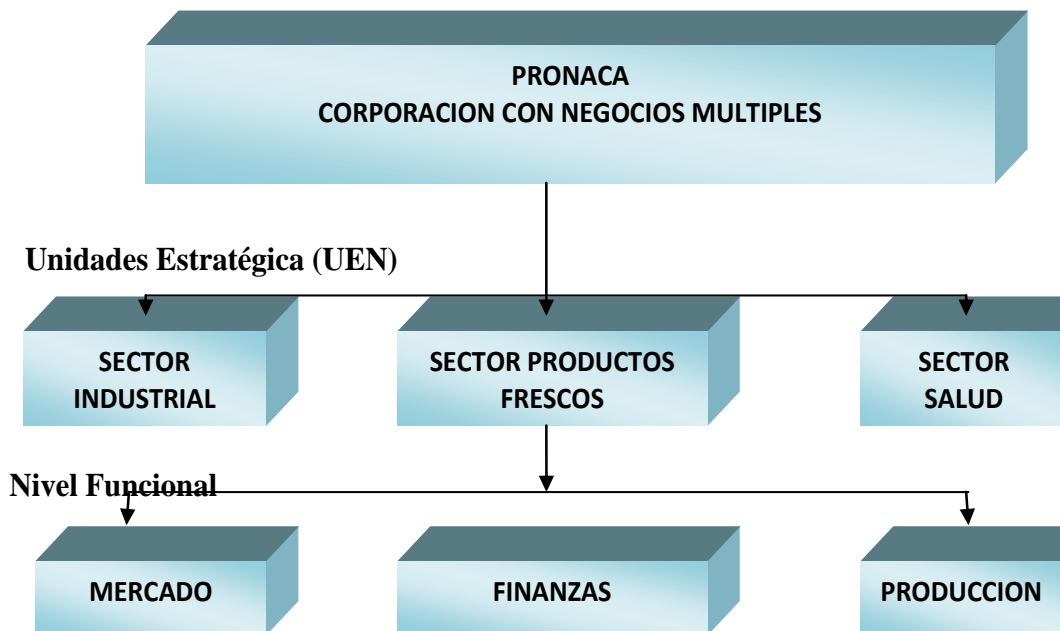 PRONACA
CORPORACION CON NEGOCIOS MULTIPLES
Unidades Estratégica (UEN)
SECTOR
INDUSTRIAL
SECTOR PRODUCTOS
FRESCOS
SECTOR
SALUD
Nivel Funcional
MERCADO
FINANZAS
PRODUCCION